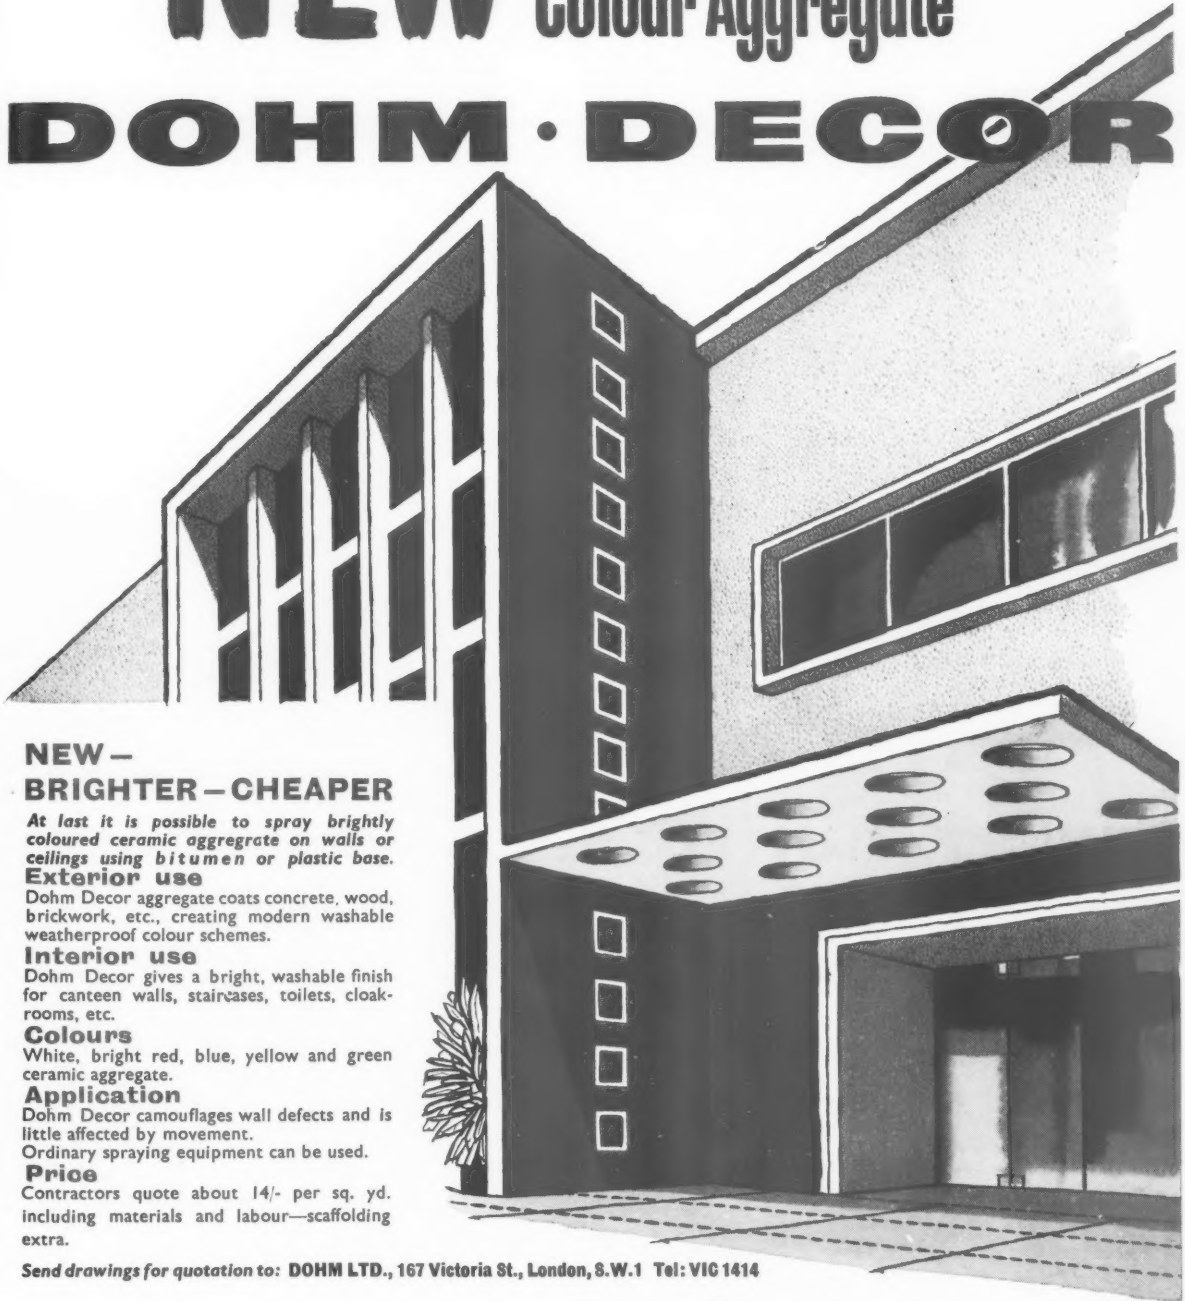 NEW Colour Aggregate
DOHM · DECOR
NEW—
BRIGHTER—CHEAPER
At last it is possible to spray brightly
coloured ceramic aggregrate on walls or
ceilings using bitumen or plastic base.
Exterior use
Dohm Decor aggregate coats concrete, wood,
brickwork, etc., creating modern washable
weatherproof colour schemes.
Interior use
Dohm Decor gives a bright, washable finish
for canteen walls, staircases, toilets, cloak-
rooms, etc.
Colours
White, bright red, blue, yellow and green
ceramic aggregate.
Application
Dohm Decor camouflages wall defects and is
little affected by movement.
Ordinary spraying equipment can be used.
Price
Contractors quote about 14/- per sq. yd.
including materials and labour—scaffolding
extra.
Send drawings for quotation to: DOHM LTD., 167 Victoria St., London, S.W.1 Tel: VIC 1414